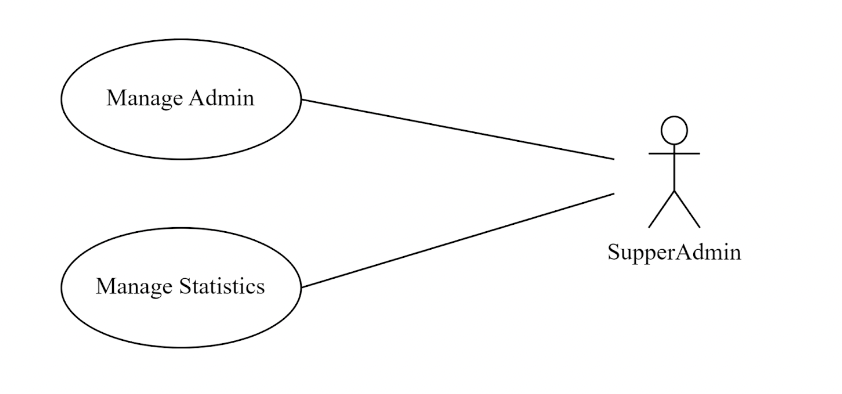 Manage Admin
SupperAdmin
Manage Statistics